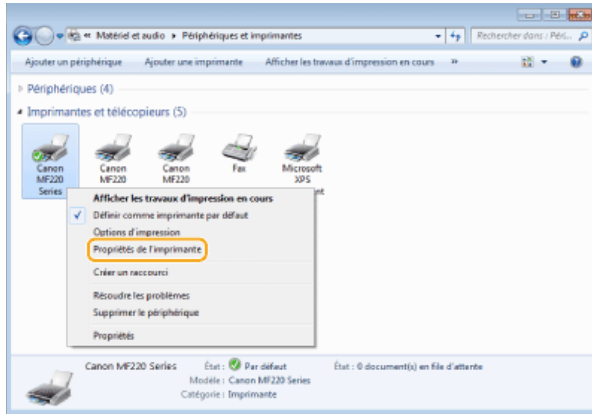 « Matériel et audio ▸ Périphériques et imprimantes
Rechercher dans : Péri...
Ajouter un périphérique Ajouter une imprimante Afficher les travaux d'impression en cours »
Périphériques (4)
Imprimantes et télécopieurs (5)
Canon MF220 Series
Canon MF220
Canon MF220
Fax
Microsoft XPS
Afficher les travaux d'impression en cours
Définir comme imprimante par défaut
Options d'impression
Propriétés de l'imprimante
Créer un raccourci
Résoudre les problèmes
Supprimer le périphérique
Propriétés
Canon MF220 Series État : Par défaut État : 0 document(s) en file d'attente
Modèle : Canon MF220 Series
Catégorie : Imprimante